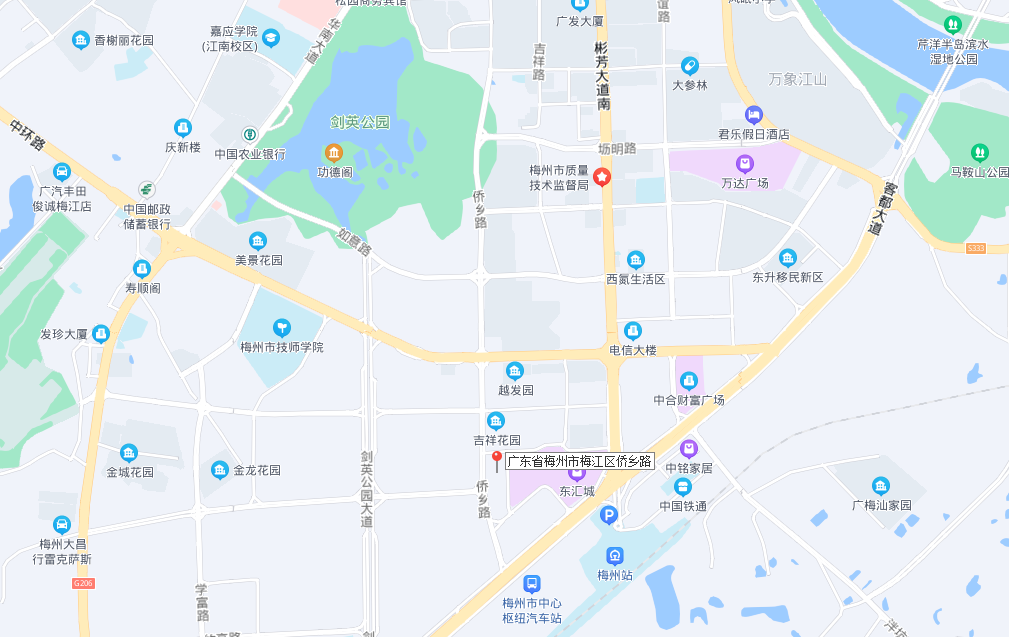 松园商务宾馆
嘉应学院
(江南校区)
香榭丽花园
华南大道
广发大厦
吉祥路
彬芳大道南
谊路
大参林
万象江山
芹洋半岛滨水
湿地公园
君乐假日酒店
中环路
庆新楼
中国农业银行
剑英公园
功德阁
梅州市质量
技术监督局
坜明路
万达广场
马鞍山公园
广汽丰田
俊诚梅江店
中国邮政
储蓄银行
侨乡路
客都大道
如意路
S333
美景花园
寿顺阁
西氮生活区
东升移民新区
发珍大厦
梅州市技师学院
电信大楼
越发园
中合财富广场
吉祥花园
广东省梅州市梅江区侨乡路
金城花园
金龙花园
剑英公园大道
侨乡路
东汇城
中铭家居
中国铁通
广梅汕家园
P
梅州大昌
行雷克萨斯
G206
梅州站
梅州市中心
枢纽汽车站
学富路
剑